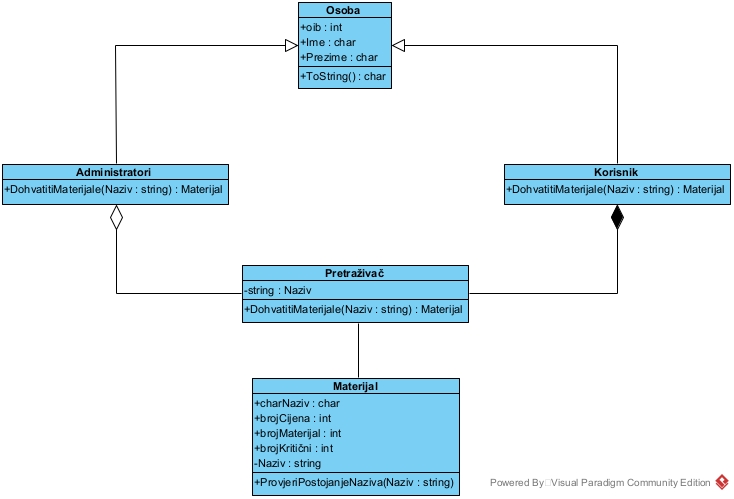 Osoba
+oib : int
+Ime : char
+Prezime : char
+ToString() : char
Administratori
+DohvatitiMaterijale(Naziv : string) : Materijal
Korisnik
+DohvatitiMaterijale(Naziv : string) : Materijal
Pretraživač
-string : Naziv
+DohvatitiMaterijale(Naziv : string) : Materijal
Materijal
+charNaziv : char
+brojCijena : int
+brojMaterijal : int
+brojKritični : int
-Naziv : string
+ProvjeriPostojanjeNaziva(Naziv : string)
Powered By Visual Paradigm Community Edition